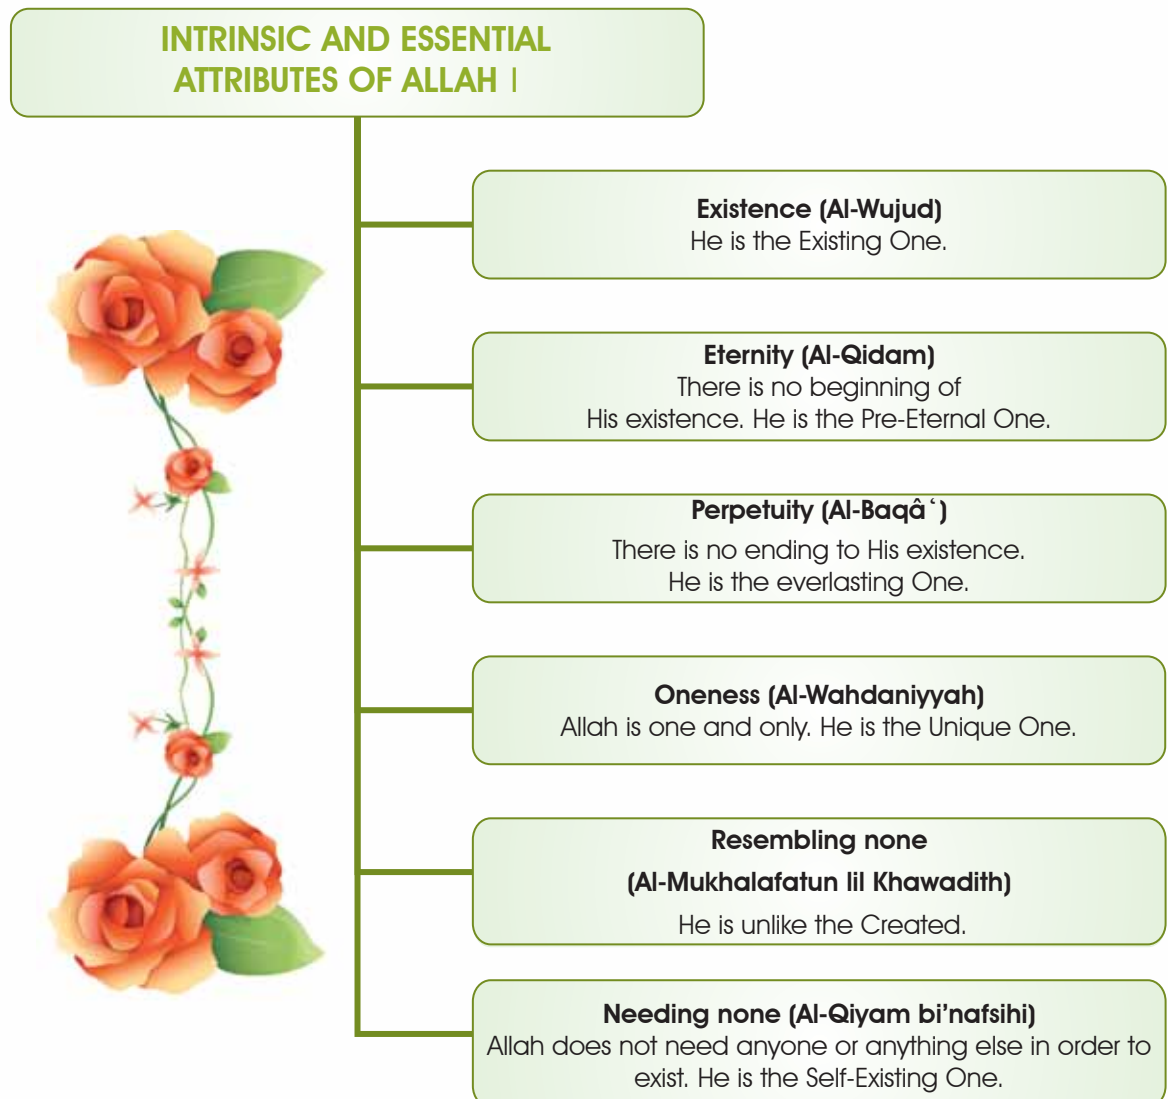 INTRINSIC AND ESSENTIAL
ATTRIBUTES OF ALLAH |
Existence (Al-Wujud)
He is the Existing One.
Eternity (Al-Qidam)
There is no beginning of
His existence. He is the Pre-Eternal One.
Perpetuity (Al-Baqâ‘)
There is no ending to His existence.
He is the everlasting One.
Oneness (Al-Wahdaniyyah)
Allah is one and only. He is the Unique One.
Resembling none
(Al-Mukhalafatun lil Khawadith)
He is unlike the Created.
Needing none (Al-Qiyam bi’nafsihi)
Allah does not need anyone or anything else in order to
exist. He is the Self-Existing One.